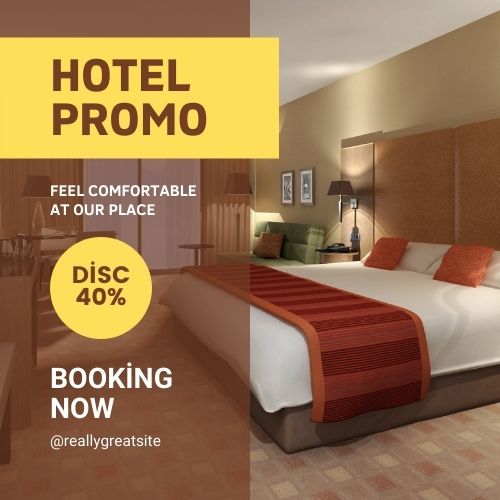 HOTEL
PROMO
FEEL COMFORTABLE
AT OUR PLACE
DİSC
40%
BOOKİNG
NOW
@reallygreatsite